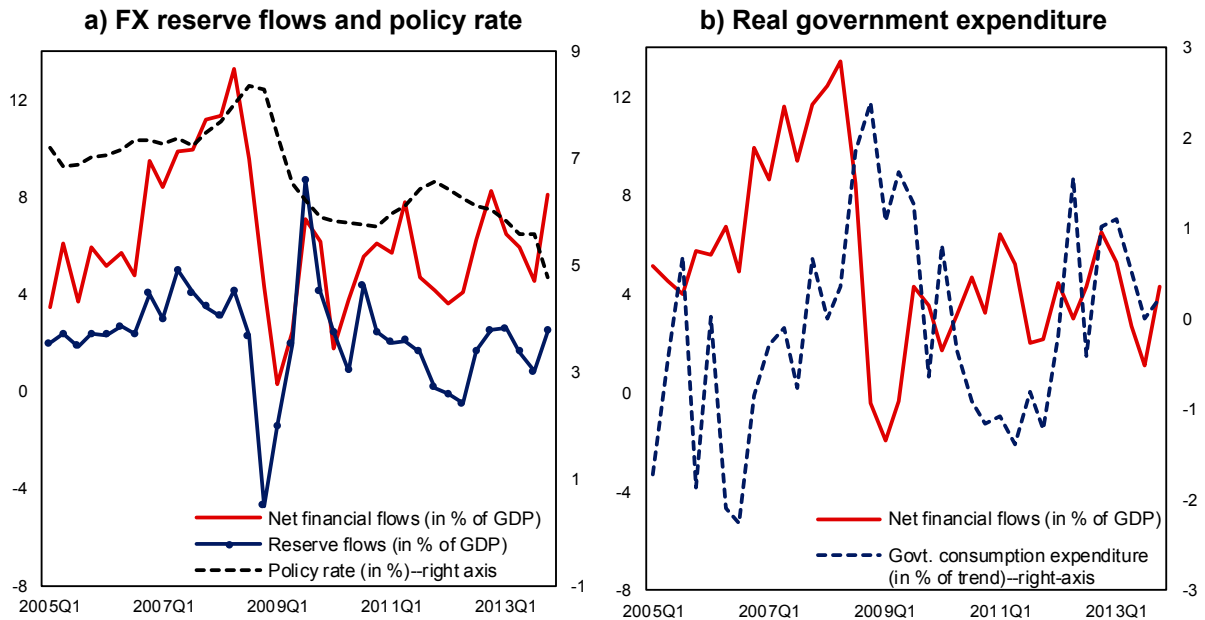 a) FX reserve flows and policy rate
12
8
4
0
-4
-8
9
7
5
3
1
-1
Net financial flows (in % of GDP)
Reserve flows (in % of GDP)
Policy rate (in %)--right axis
2005Q1 2007Q1 2009Q1 2011Q1 2013Q1
b) Real government expenditure
12
8
4
0
-4
-8
3
2
1
0
-1
-2
-3
Net financial flows (in % of GDP)
Govt. consumption expenditure
(in % of trend)--right-axis
2005Q1 2007Q1 2009Q1 2011Q1 2013Q1